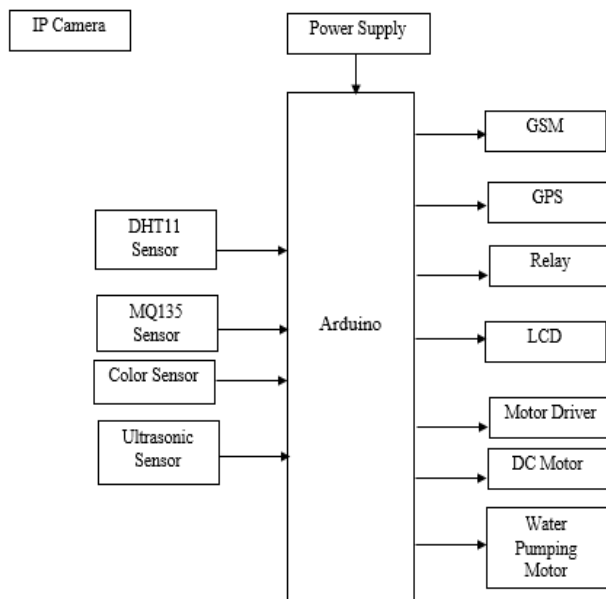 IP Camera
Power Supply
GSM
GPS
DHT11
Sensor
Relay
MQ135
Sensor
Arduino
LCD
Color Sensor
Motor Driver
Ultrasonic
Sensor
DC Motor
Water
Pumping
Motor